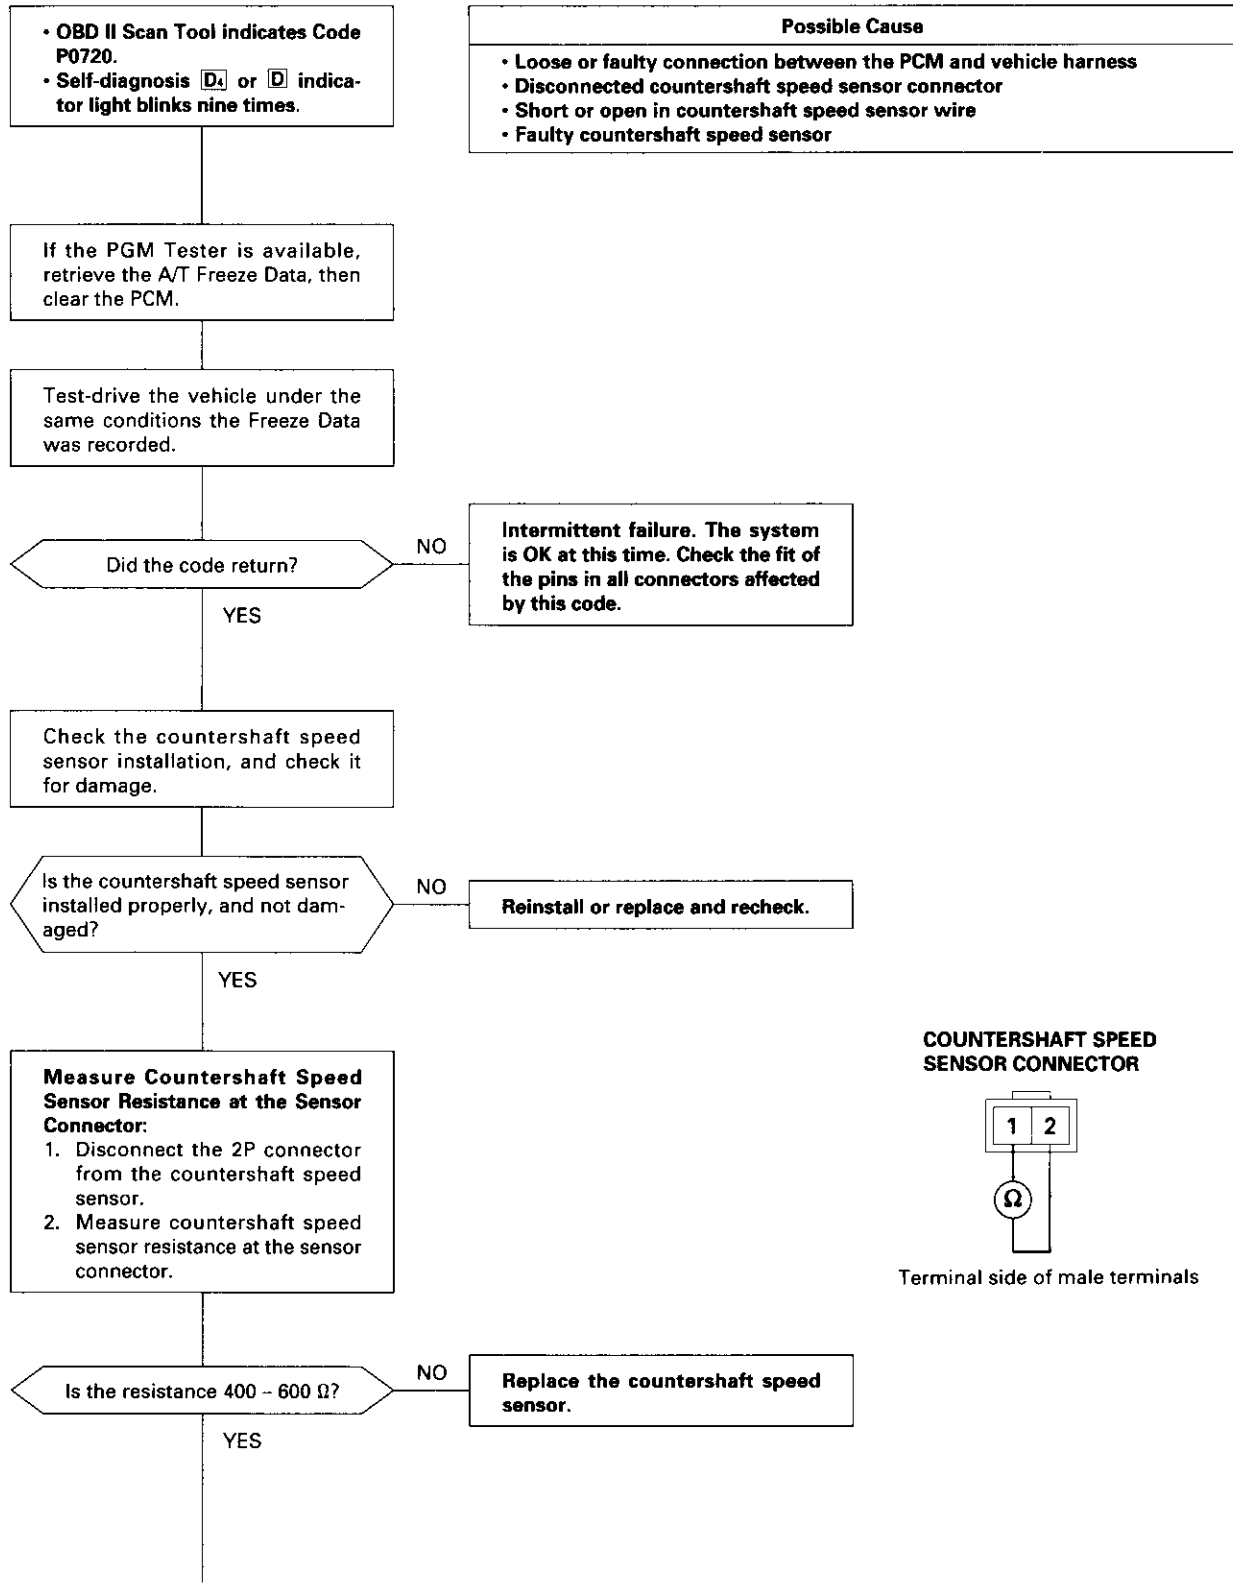 • OBD II Scan Tool indicates Code
P0720.
• Self-diagnosis D4 or D indica-
tor light blinks nine times.
Possible Cause
• Loose or faulty connection between the PCM and vehicle harness
• Disconnected countershaft speed sensor connector
• Short or open in countershaft speed sensor wire
• Faulty countershaft speed sensor
If the PGM Tester is available,
retrieve the A/T Freeze Data, then
clear the PCM.
Test-drive the vehicle under the
same conditions the Freeze Data
was recorded.
Did the code return?
NO
Intermittent failure. The system
is OK at this time. Check the fit of
the pins in all connectors affected
by this code.
YES
Check the countershaft speed
sensor installation, and check it
for damage.
Is the countershaft speed sensor
installed properly, and not dam-
aged?
NO
Reinstall or replace and recheck.
YES
Measure Countershaft Speed
Sensor Resistance at the Sensor
Connector:
1. Disconnect the 2P connector
from the countershaft speed
sensor.
2. Measure countershaft speed
sensor resistance at the sensor
connector.
COUNTERSHAFT SPEED
SENSOR CONNECTOR
1 2
Ω
Terminal side of male terminals
Is the resistance 400 – 600 Ω?
NO
Replace the countershaft speed
sensor.
YES